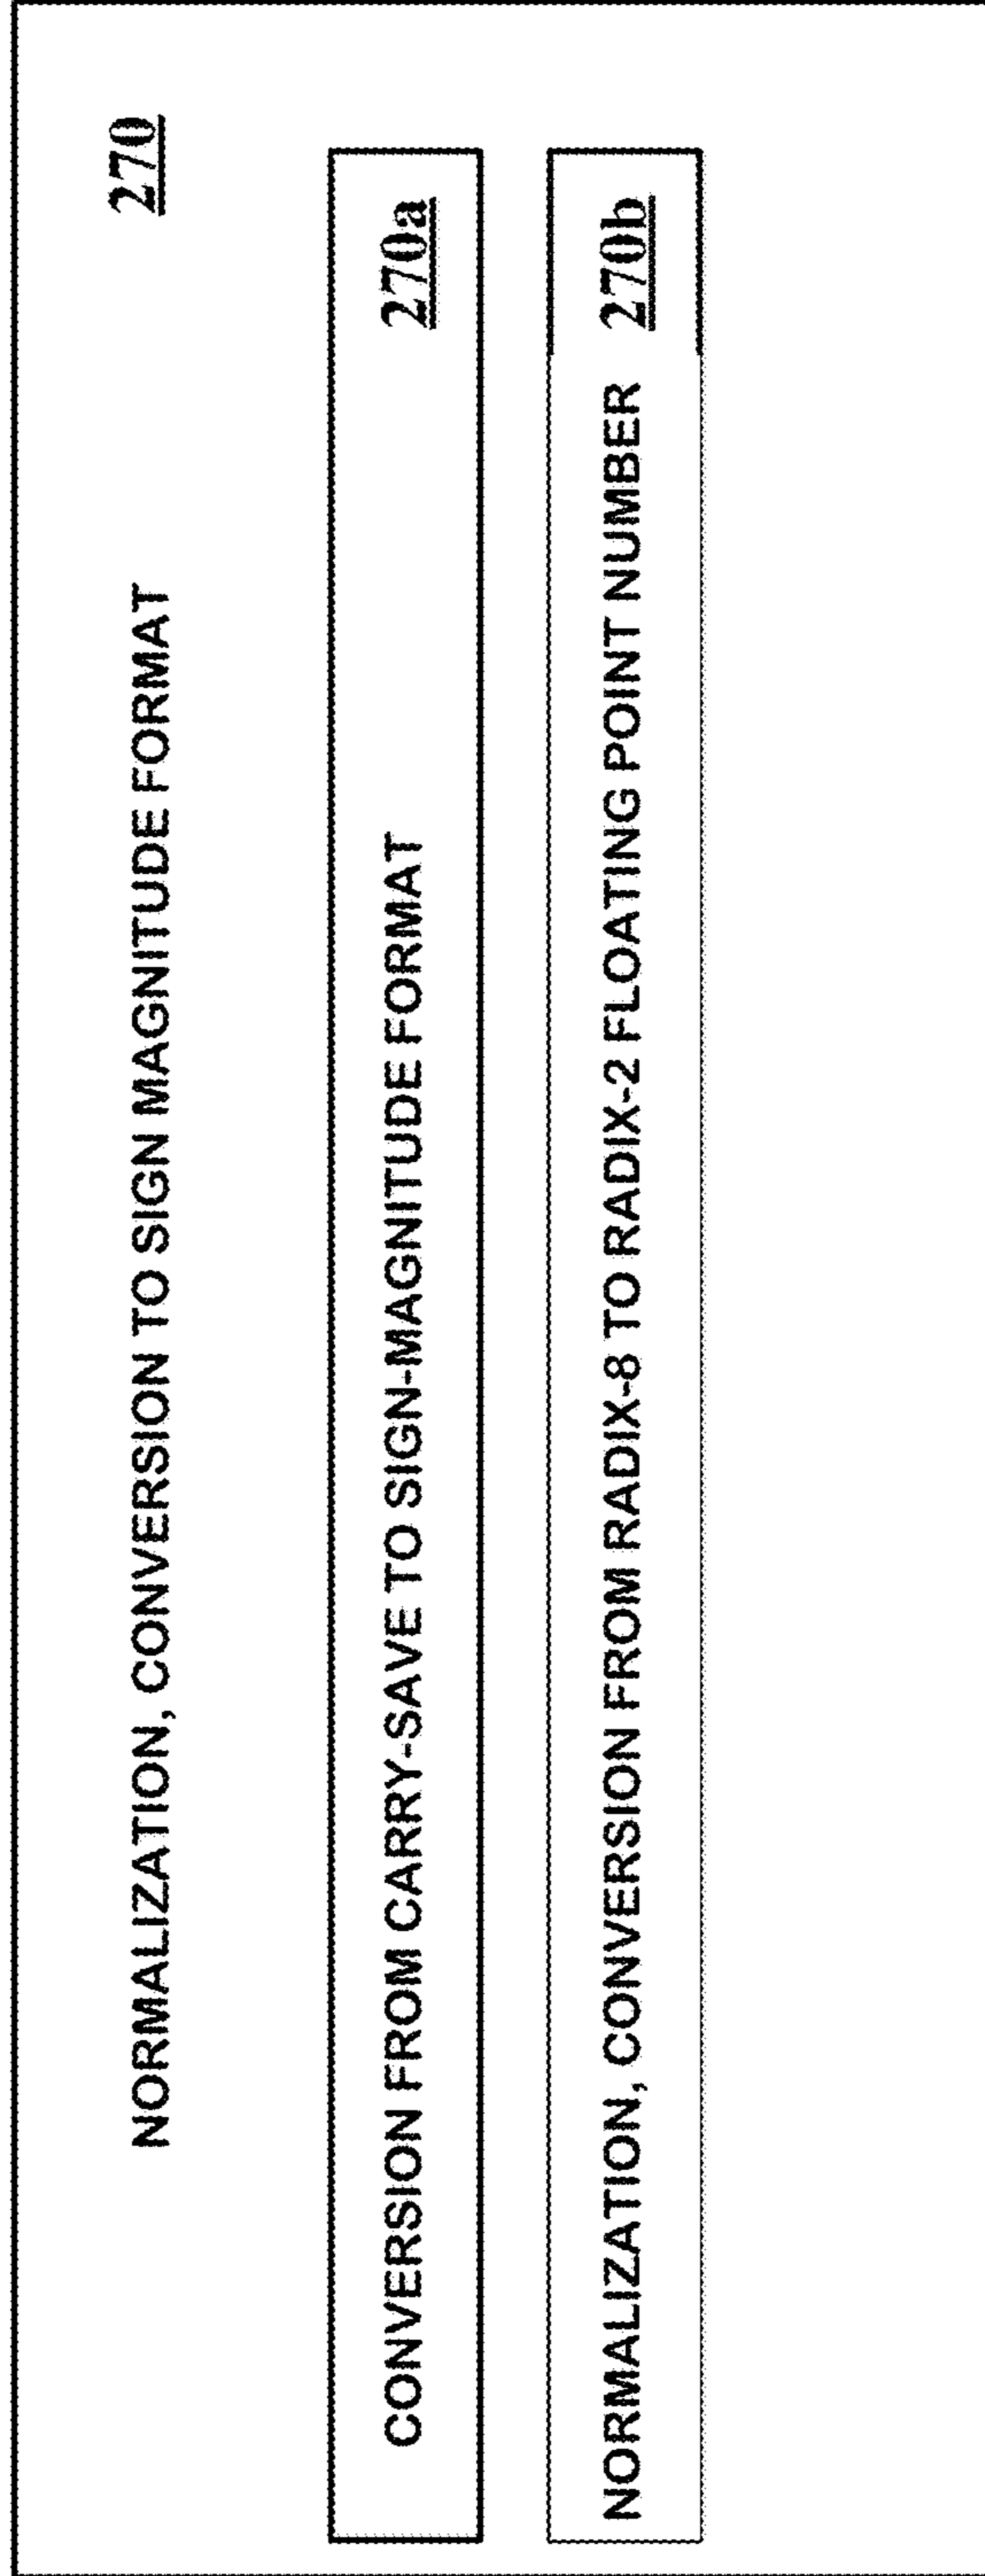 NORMALIZATION, CONVERSION TO SIGN MAGNITUDE FORMAT 270
CONVERSION FROM CARRY-SAVE TO SIGN-MAGNITUDE FORMAT 270a
NORMALIZATION, CONVERSION FROM RADIX-8 TO RADIX-2 FLOATING POINT NUMBER 270b